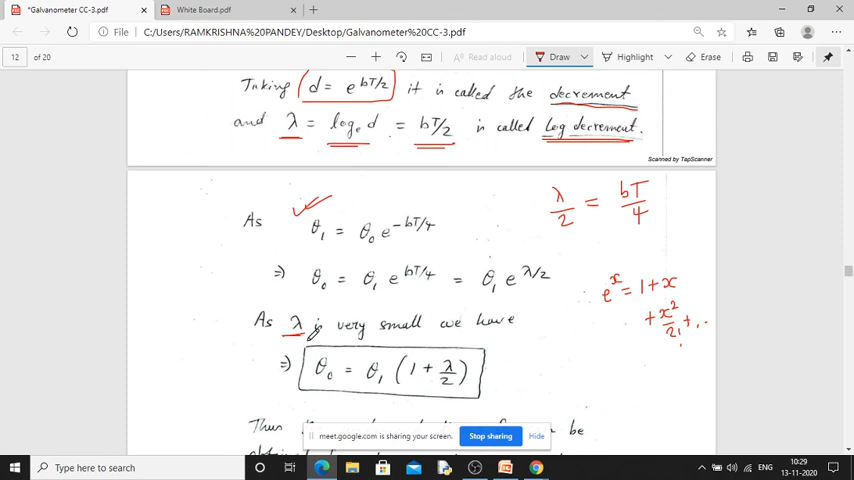 *Galvanometer CC-3.pdf
White Board.pdf
C:/Users/RAMKRISHNA%20PANDEY/Desktop/Galvanometer%20CC-3.pdf
12 of 20
Read aloud
Draw
Highlight
Erase
Taking d = e^{bT/2} it is called the decrement
and λ = log_e d = bT/2 is called Log decrement.
Scanned by TapScanner
λ/2 = bT/4
As θ₁ = θ₀ e^{-bT/4}
⇒) θ₀ = θ₁ e^{bT/4} = θ₁ e^{λ/2}
e^x = 1 + x
+ x²/2! + ...
As λ is very small we have
⇒) θ₀ = θ₁ (1 + λ/2)
Thus be
meet.google.com is sharing your screen.
Stop sharing
Hide
Type here to search
ENG
10:29
13-11-2020